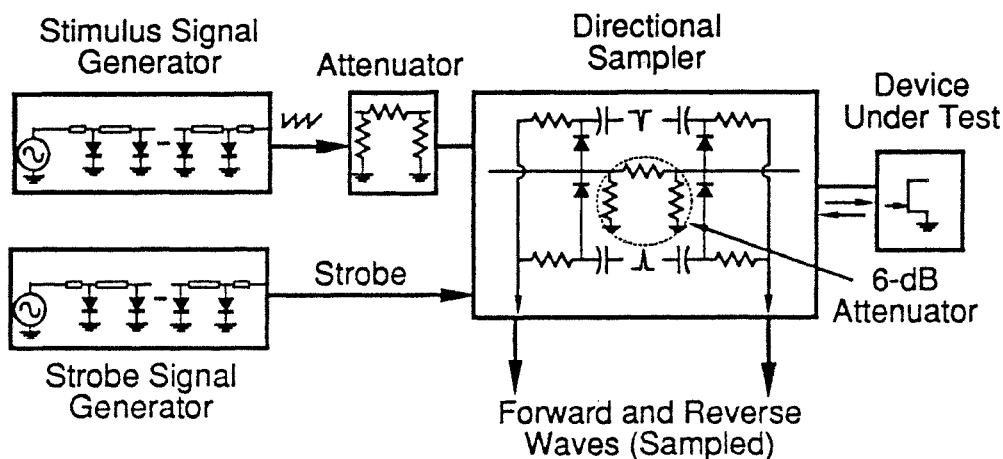 Stimulus Signal
Generator
Attenuator
Directional
Sampler
Device
Under Test
Strobe
6-dB
Attenuator
Strobe Signal
Generator
Forward and Reverse
Waves (Sampled)